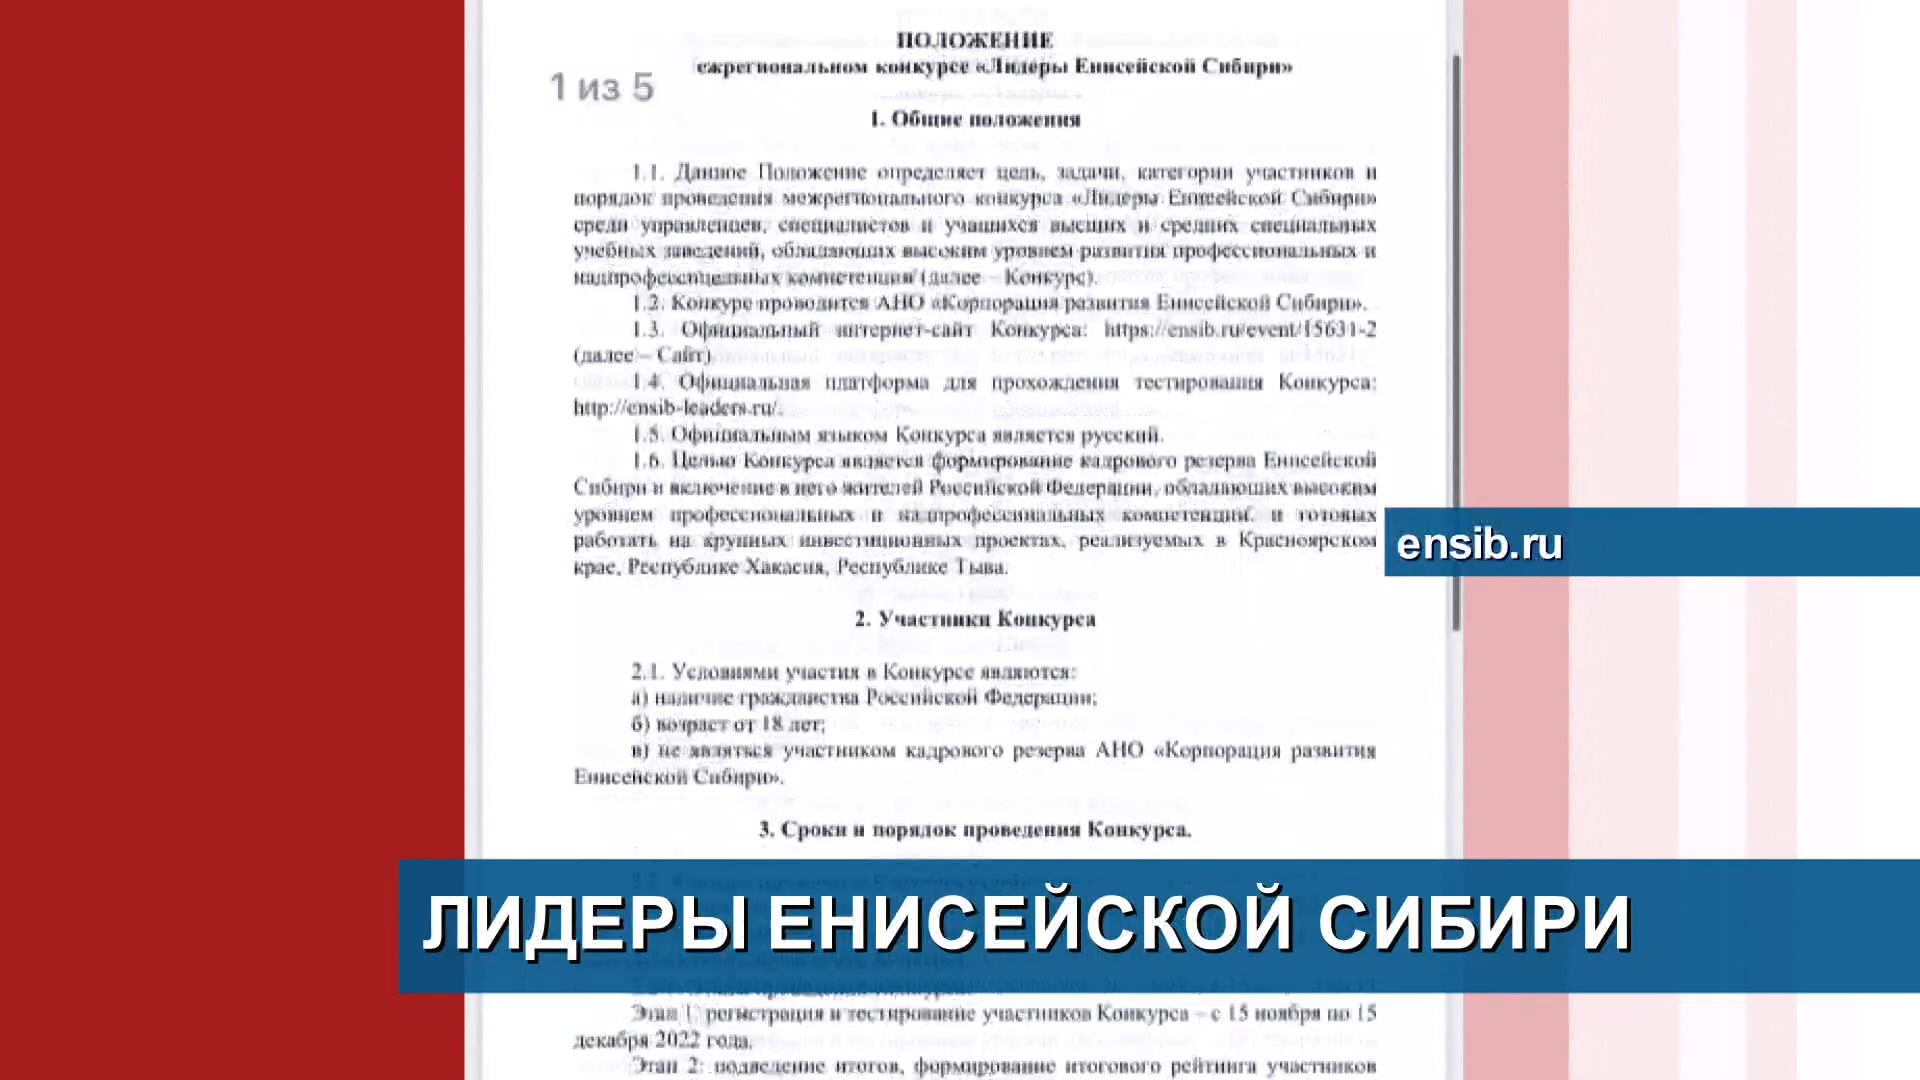 ПОЛОЖЕНИЕ
ежрегиональном конкурсе «Лидеры Енисейской Сибири»
1 из 5
1. Общие положения
1.1. Данное Положение определяет цель, задачи, категории участников и
порядок проведения межрегионального конкурса «Лидеры Енисейской Сибири»
среди управленцев, специалистов и учащихся высших и средних специальных
учебных заведений, обладающих высоким уровнем развития профессиональных и
надпрофессиональных компетенций (далее – Конкурс).
1.2. Конкурс проводится АНО «Корпорация развития Енисейской Сибири».
1.3. Официальный интернет-сайт Конкурса: https://ensib.ru/event/15631-2
(далее – Сайт).
1.4. Официальная платформа для прохождения тестирования Конкурса:
http://ensib-leaders.ru/.
1.5. Официальным языком Конкурса является русский.
1.6. Целью Конкурса является формирование кадрового резерва Енисейской
Сибири и включение в него жителей Российской Федерации, обладающих высоким
уровнем профессиональных и надпрофессиональных компетенций, и готовых
работать на крупных инвестиционных проектах, реализуемых в Красноярском
крае, Республике Хакасия, Республике Тыва.
ensib.ru
2. Участники Конкурса
2.1. Условиями участия в Конкурсе являются:
а) наличие гражданства Российской Федерации;
б) возраст от 18 лет;
в) не являться участником кадрового резерва АНО «Корпорация развития
Енисейской Сибири».
3. Сроки и порядок проведения Конкурса.
ЛИДЕРЫ ЕНИСЕЙСКОЙ СИБИРИ
Этап 1: регистрация и тестирование участников Конкурса – с 15 ноября по 15
декабря 2022 года.
Этап 2: подведение итогов, формирование итогового рейтинга участников